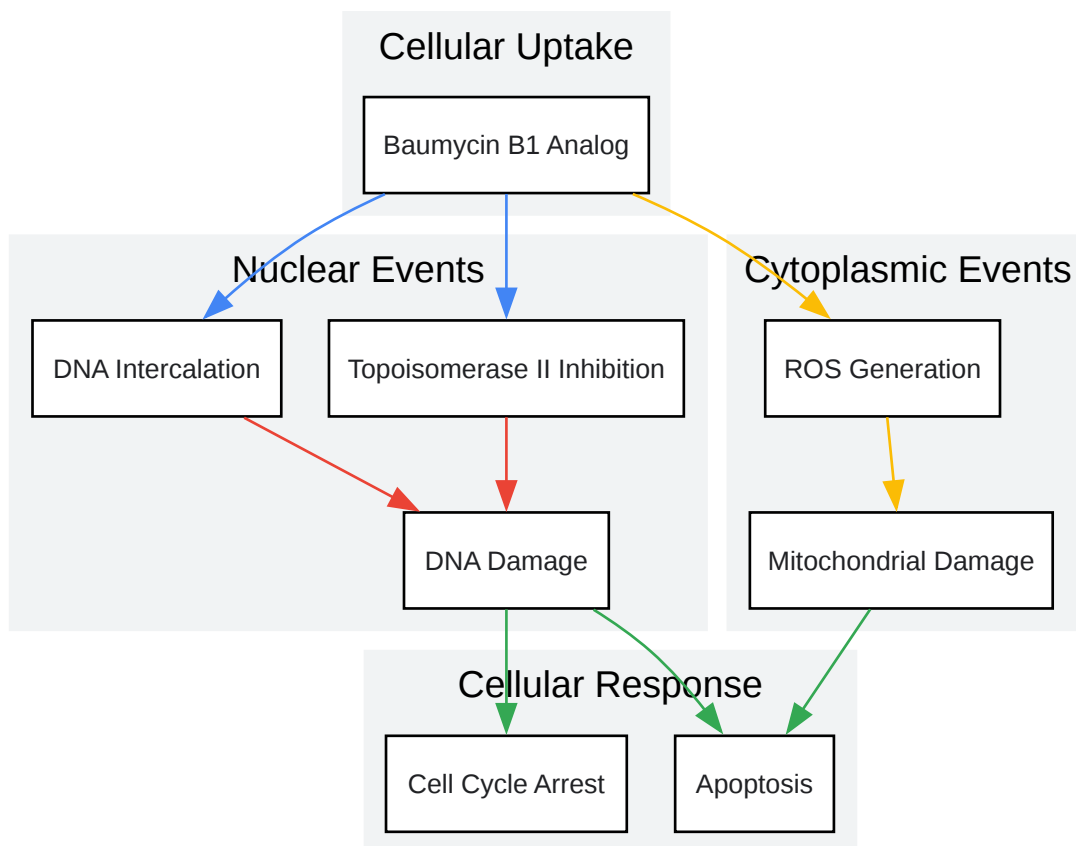 Cellular Uptake
Baumycin B1 Analog
Nuclear Events
Cytoplasmic Events
DNA Intercalation
Topoisomerase II Inhibition
ROS Generation
DNA Damage
Mitochondrial Damage
Cellular Response
Cell Cycle Arrest
Apoptosis